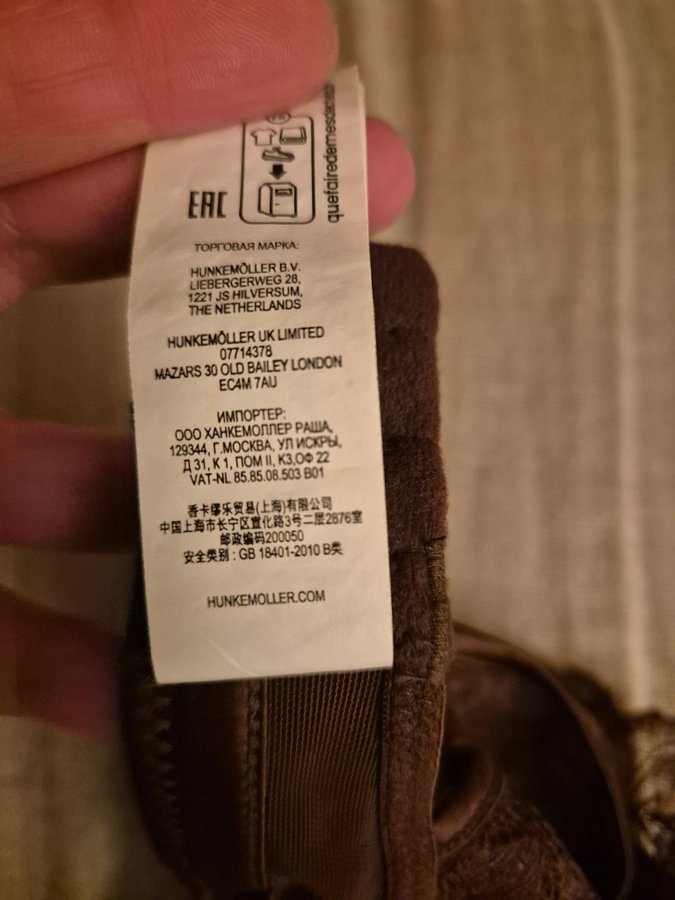 EAC
quefairedemesdechets
ТОРГОВАЯ МАРКА:
HUNKEMÖLLER B.V.
LIEBERGERWEG 28,
1221 JS HILVERSUM,
THE NETHERLANDS
HUNKEMÖLLER UK LIMITED
07714378
MAZARS 30 OLD BAILEY LONDON
EC4M 7AU
ИМПОРТЕР:
ООО ХАНКЕМОЛЛЕР РАША,
129344, Г.МОСКВА, УЛ ИСКРЫ,
Д 31, К 1, ПОМ II, К3,ОФ 22
VAT-NL 85.85.08.503 B01
香卡缪乐贸易(上海)有限公司
中国上海市长宁区宣化路3号二层2876室
邮政编码200050
安全类别：GB 18401-2010 B类
HUNKEMOLLER.COM